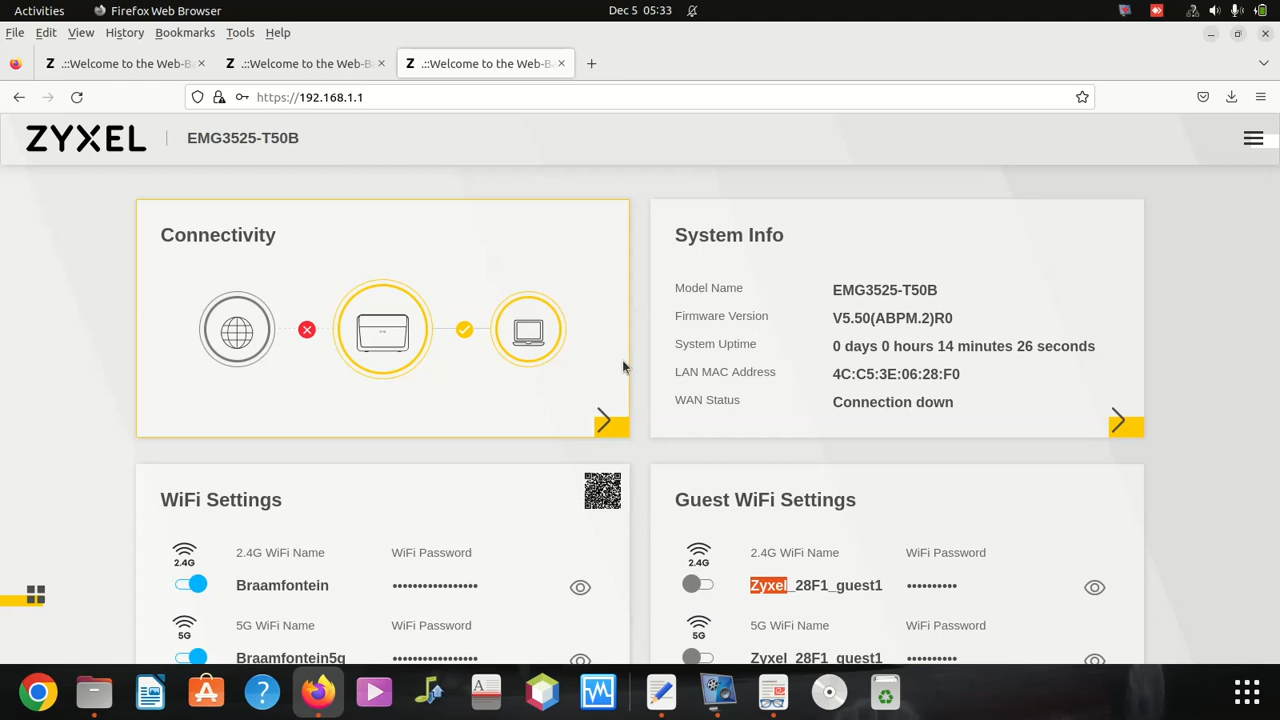 Activities Firefox Web Browser Dec 5 05:33
File Edit View History Bookmarks Tools Help
Z .::Welcome to the Web-Ba Z .::Welcome to the Web-Ba Z .::Welcome to the Web-Ba
https://192.168.1.1
ZYXEL EMG3525-T50B
Connectivity
System Info
Model Name EMG3525-T50B
Firmware Version V5.50(ABPM.2)R0
System Uptime 0 days 0 hours 14 minutes 26 seconds
LAN MAC Address 4C:C5:3E:06:28:F0
WAN Status Connection down
WiFi Settings
2.4G 2.4G WiFi Name WiFi Password
Braamfontein ••••••••••••••••
5G 5G WiFi Name WiFi Password
Braamfontein5g ••••••••••••••••
Guest WiFi Settings
2.4G 2.4G WiFi Name WiFi Password
Zyxel_28F1_guest1 ••••••••••
5G 5G WiFi Name WiFi Password
Zyxel_28F1_guest1 ••••••••••